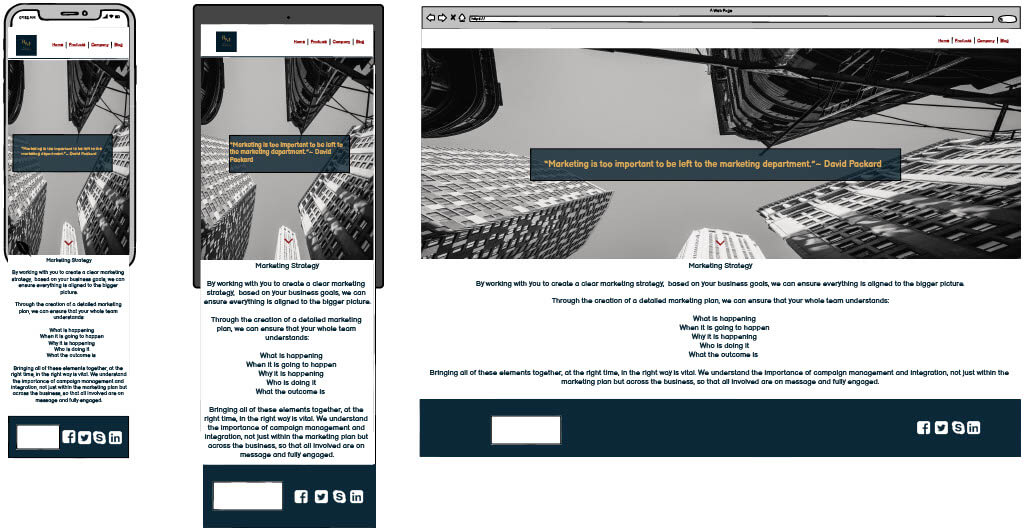 Home | Products | Company | Blog
"Marketing is too important to be left to the
marketing department."~ David Packard
Marketing Strategy
By working with you to create a clear marketing
strategy, based on your business goals, we can
ensure everything is aligned to the bigger
picture.
Through the creation of a detailed marketing
plan, we can ensure that your whole team
understands:
What is happening
When it is going to happen
Why it is happening
Who is doing it
What the outcome is
Bringing all of these elements together, at the
right time, in the right way is vital. We understand
the importance of campaign management and
integration, not just within the marketing plan but
across the business, so that all involved are on
message and fully engaged.
Home | Products | Company | Blog
"Marketing is too important to be left to
the marketing department."~ David
Packard
Marketing Strategy
By working with you to create a clear marketing
strategy, based on your business goals, we can
ensure everything is aligned to the bigger picture.
Through the creation of a detailed marketing
plan, we can ensure that your whole team
understands:
What is happening
When it is going to happen
Why it is happening
Who is doing it
What the outcome is
Bringing all of these elements together, at the
right time, in the right way is vital. We understand
the importance of campaign management and
integration, not just within the marketing plan but
across the business, so that all involved are on
message and fully engaged.
A Web Page
http://
Home | Products | Company | Blog
"Marketing is too important to be left to the marketing department."~ David Packard
Marketing Strategy
By working with you to create a clear marketing strategy, based on your business goals, we can ensure everything is aligned to the bigger picture.
Through the creation of a detailed marketing plan, we can ensure that your whole team understands:
What is happening
When it is going to happen
Why it is happening
Who is doing it
What the outcome is
Bringing all of these elements together, at the right time, in the right way is vital. We understand the importance of campaign management and integration, not just within the
marketing plan but across the business, so that all involved are on message and fully engaged.